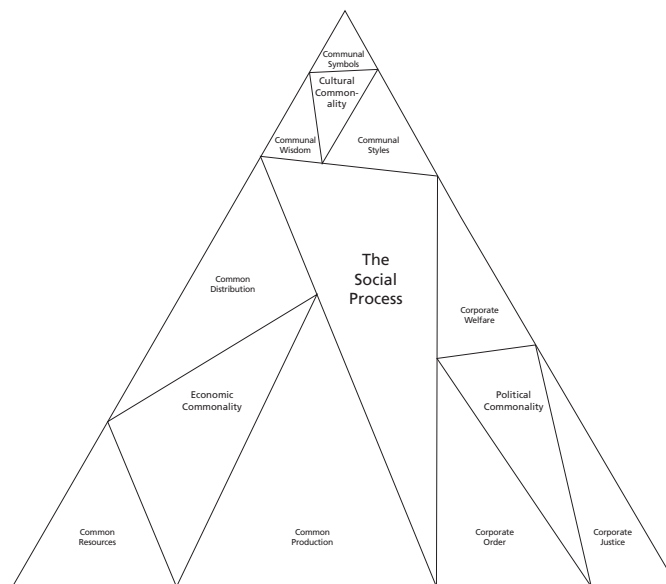 Communal
Symbols
Cultural
Common-
ality
Communal
Wisdom
Communal
Styles
The
Social
Process
Common
Distribution
Corporate
Welfare
Economic
Commonality
Political
Commonality
Common
Resources
Common
Production
Corporate
Order
Corporate
Justice